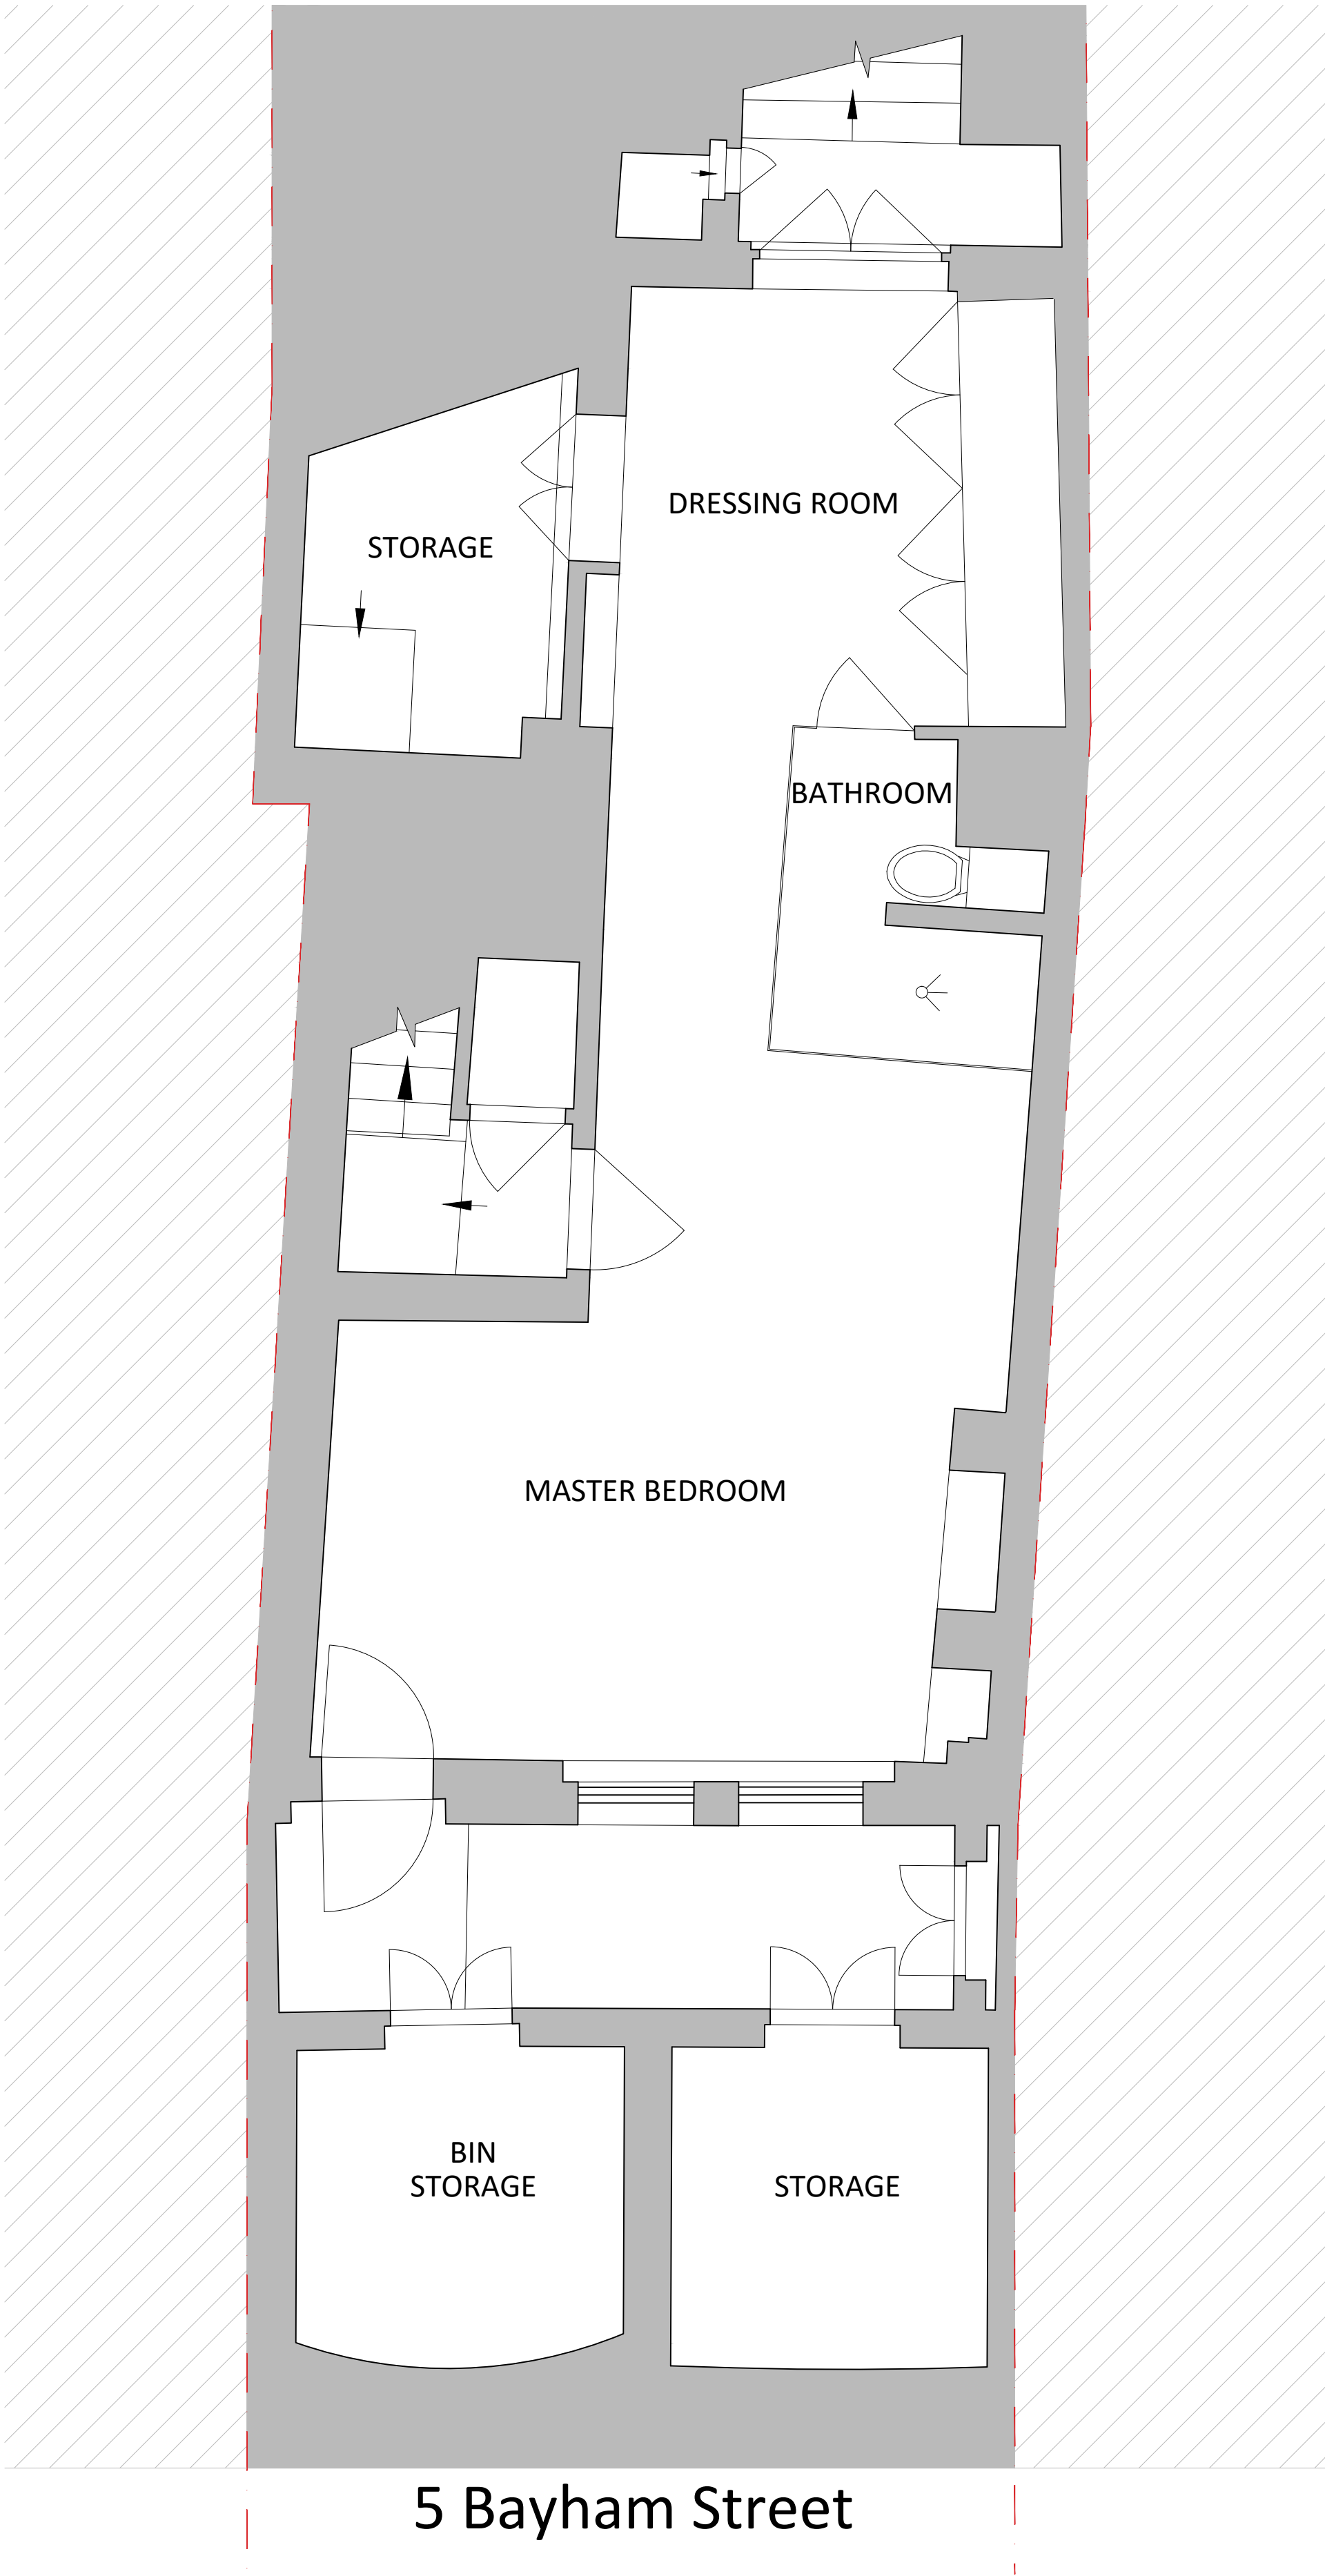 DRESSING ROOM
STORAGE
BATHROOM
MASTER BEDROOM
BIN
STORAGE
STORAGE
5 Bayham Street